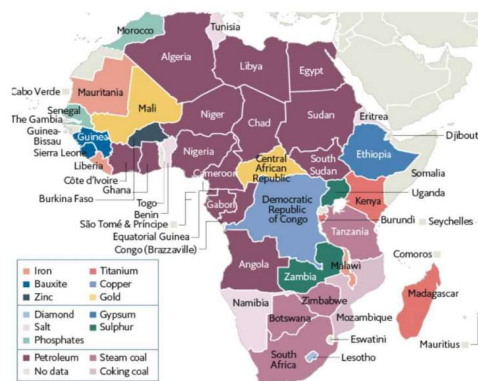 Morocco
Tunisia
Algeria
Libya
Egypt
Cabo Verde
Mauritania
Mali
Niger
Chad
Sudan
Eritrea
Djibouti
Senegal
The Gambia
Guinea-
Bissau
Guinea
Sierra Leone
Liberia
Côte d'Ivoire
Ghana
Burkina Faso
Togo
Benin
Nigeria
Cameroon
Central
African
Republic
South
Sudan
Ethiopia
Somalia
Uganda
Kenya
São Tomé & Príncipe
Equatorial Guinea
Gabon
Congo (Brazzaville)
Democratic
Republic
of Congo
Burundi
Seychelles
Tanzania
Comoros
Angola
Zambia
Malawi
Madagascar
Namibia
Zimbabwe
Botswana
Mozambique
Mauritius
Eswatini
South
Africa
Lesotho
Iron
Titanium
Bauxite
Copper
Zinc
Gold
Diamond
Gypsum
Salt
Sulphur
Phosphates
Petroleum
Steam coal
No data
Coking coal